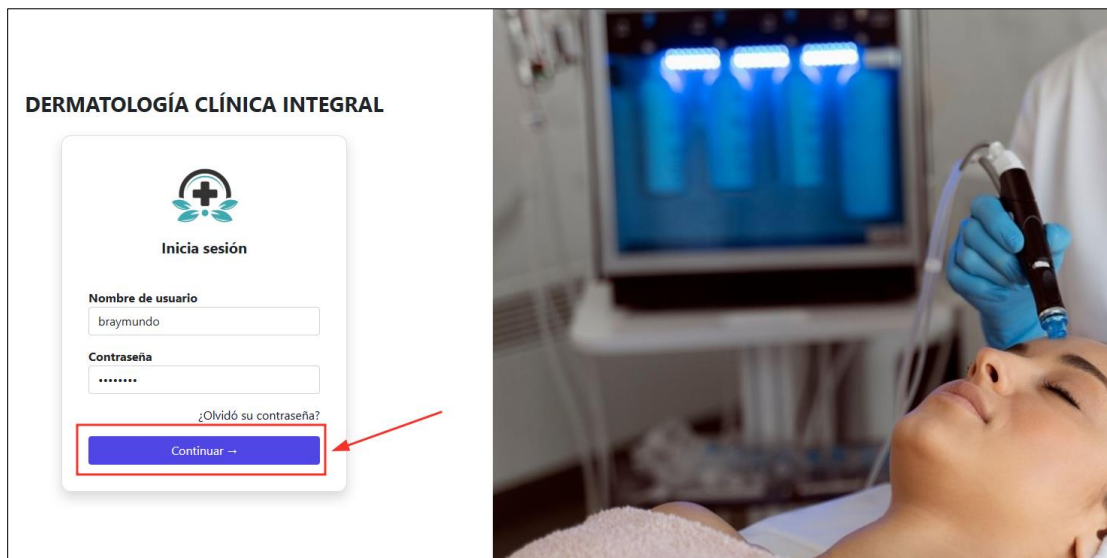 DERMATOLOGÍA CLÍNICA INTEGRAL
Inicia sesión
Nombre de usuario
braymundo
Contraseña
••••••••
¿Olvidó su contraseña?
Continuar →